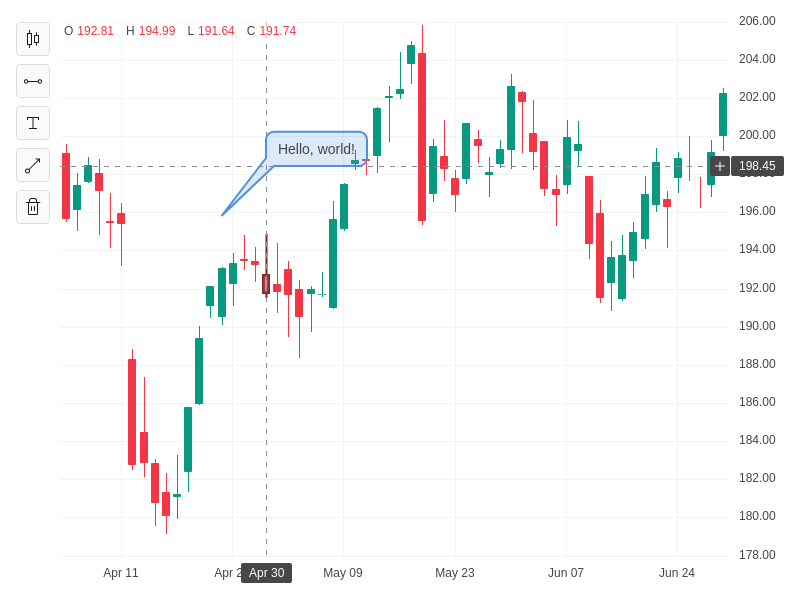 O 192.81 H 194.99 L 191.64 C 191.74
Hello, world!
206.00
204.00
202.00
200.00
198.45
196.00
194.00
192.00
190.00
188.00
186.00
184.00
182.00
180.00
178.00
Apr 11
Apr 30
May 09
May 23
Jun 07
Jun 24